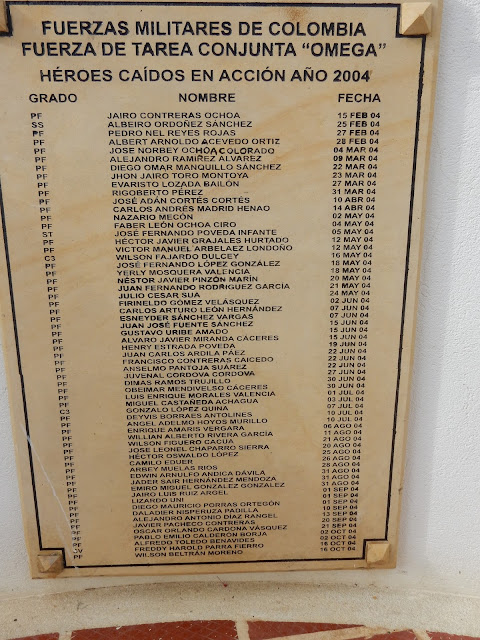 FUERZAS MILITARES DE COLOMBIA
FUERZA DE TAREA CONJUNTA “OMEGA”
HÉROES CAÍDOS EN ACCIÓN AÑO 2004
GRADO NOMBRE FECHA
PF JAIRO CONTRERAS OCHOA 15 FEB 04
SS ALBEIRO ORDOÑEZ SÁNCHEZ 25 FEB 04
PF PEDRO NEL REYES ROJAS 27 FEB 04
PF ALBERT ARNOLDO ACEVEDO ORTIZ 28 FEB 04
PF JOSE NORBEY OCHOA COLORADO 04 MAR 04
PF ALEJANDRO RAMÍREZ ÁLVAREZ 09 MAR 04
PF DIEGO OMAR MANQUILLO SÁNCHEZ 22 MAR 04
PF JHON JAIRO TORO MONTOYA 23 MAR 04
PF EVARISTO LOZADA BAILÓN 27 MAR 04
PF RIGOBERTO PÉREZ 31 MAR 04
PF JOSÉ ADÁN CORTÉS CORTÉS 10 ABR 04
PF CARLOS ANDRÉS MADRID HENAO 14 ABR 04
PF NAZARIO MECÓN 02 MAY 04
PF FABER LEÓN OCHOA CIRO 04 MAY 04
ST JOSÉ FERNANDO POVEDA INFANTE 05 MAY 04
PF HÉCTOR JAVIER GRAJALES HURTADO 12 MAY 04
PF VICTOR MANUEL ARBELAEZ LONDOÑO 12 MAY 04
C3 WILSON FAJARDO DULCEY 16 MAY 04
PF JOSÉ FERNANDO LÓPEZ GONZÁLEZ 18 MAY 04
PF YERLY MOSQUERA VALENCIA 18 MAY 04
PF NÉSTOR JAVIER PINZÓN MARÍN 20 MAY 04
PF JUAN FERNANDO RODRÍGUEZ GARCÍA 21 MAY 04
PF JULIO CESAR SUA 24 MAY 04
PF FIRINELDO GÓMEZ VELÁSQUEZ 02 JUN 04
PF CARLOS ARTURO LEÓN HERNÁNDEZ 07 JUN 04
PF ESNEYDER SÁNCHEZ VARGAS 07 JUN 04
PF JUAN JOSÉ FUENTE SÁNCHEZ 15 JUN 04
PF GUSTAVO URIBE AMADO 15 JUN 04
PF ALVARO JAVIER MIRANDA CÁCERES 15 JUN 04
PF HENRY ESTRADA POVEDA 19 JUN 04
PF JUAN CARLOS ARDILA PÁEZ 22 JUN 04
PF FRANCISCO CONTRERAS CAICEDO 22 JUN 04
PF ANSELMO PANTOJA SUÁREZ 22 JUN 04
PF JUVENAL CORDOVA CORDOVA 27 JUN 04
PF DIMAS RAMOS TRUJILLO 30 JUN 04
PF OBEIMAR MENDIVELSO CÁCERES 30 JUN 04
PF LUIS ENRIQUE MORALES VALENCIA 01 JUL 04
PF MIGUEL CASTAÑEDA ACHAGUA 03 JUL 04
C3 GONZALO LÓPEZ QUINA 07 JUL 04
PF DEYVIS BORRAES ANTOLINES 10 JUL 04
PF ANGEL ADELMO HOYOS MURILLO 10 JUL 04
PF ENRIQUE AMARIS VERGARA 06 AGO 04
PF WILLIAN ALBERTO RIVERA GARCÍA 11 AGO 04
PF WILSON FIGUERO CACUA 21 AGO 04
PF JOSE LEONEL CHAPARRO SIERRA 20 AGO 04
PF HÉCTOR OSWALDO LÓPEZ 25 AGO 04
PF CAMILO EDUER 26 AGO 04
PF ARBEY MUELAS RIOS 28 AGO 04
PF EDWIN ARNULFO ANDICA DÁVILA 31 AGO 04
PF JADER SAIR HERNÁNDEZ MENDOZA 31 AGO 04
PF EMIRO MIGUEL GONZALEZ GONZALEZ 31 AGO 04
PF JAIRO LUIS RUIZ ARGEL 01 SEP 04
PF LIZARDO UNI 01 SEP 04
PF DIEGO MAURICIO PORRAS ORTEGÓN 01 SEP 04
PF DALADIER NISPERUZA PADILLA 10 SEP 04
PF ALEJANDRO ANTONIO DIAZ RANGEL 13 SEP 04
PF JAVIER PACHECO CONTRERAS 20 SEP 04
PF OSCAR ORLANDO CARDONA VÁSQUEZ 21 SEP 04
PF PABLO EMILIO CALDERÓN BORJA 02 OCT 04
PF ALFREDO TOLEDO BENAVIDES 02 OCT 04
FREDDY HAROLD PARRA FIERRO 16 OCT 04
PF WILSON BELTRÁN MORENO 16 OCT 04